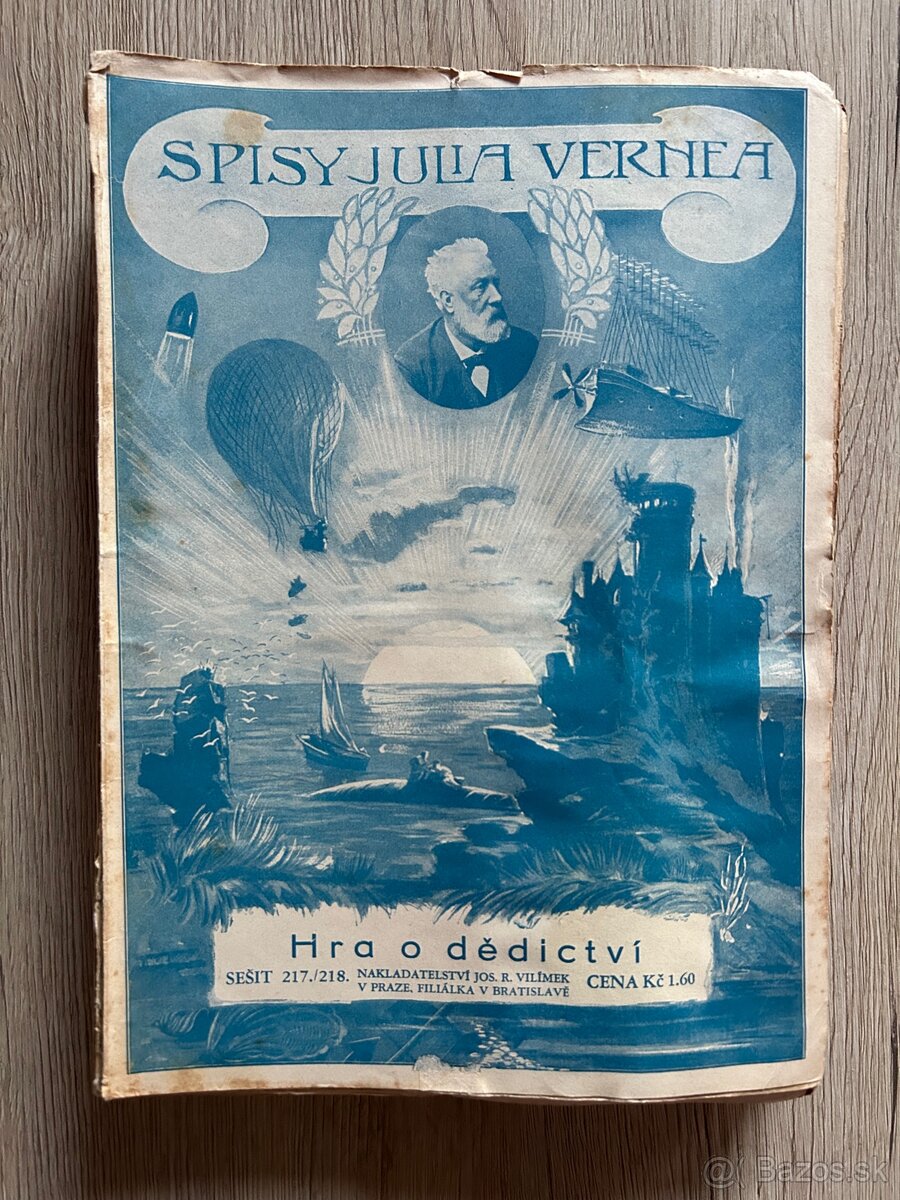 SPISY JULIA VERNEA
Hra o dědictví
SEŠIT 217./218. NAKLADATELSTVÍ JOS. R. VILÍMEK CENA Kč 1.60
V PRAZE, FILIÁLKA V BRATISLAVĚ
@ Bazos.sk